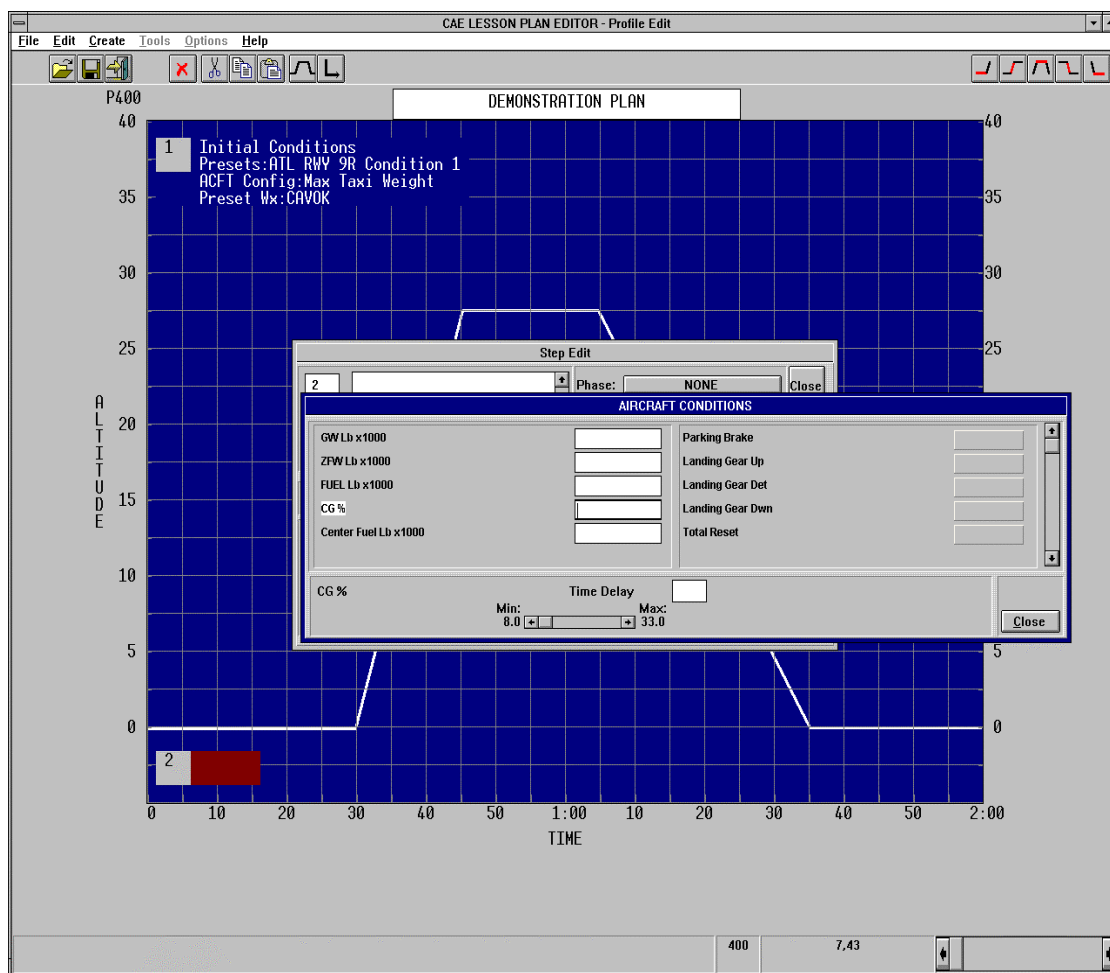 CAE LESSON PLAN EDITOR - Profile Edit
File Edit Create Tools Options Help
P400
DEMONSTRATION PLAN
40
40
1 Initial Conditions
Presets:ATL RWY 9R Condition 1
ACFT Config:Max Taxi Weight
Preset Wx:CAVOK
35
35
30
30
25
25
Step Edit
2
Phase: NONE Close
AIRCRAFT CONDITIONS
ALTITUDE
20
GW Lb x1000
Parking Brake
ZFW Lb x1000
Landing Gear Up
FUEL Lb x1000
Landing Gear Det
15
CG %
Landing Gear Dwn
Center Fuel Lb x1000
Total Reset
10
CG %
Time Delay
Min: Max:
8.0 33.0
Close
5
5
0
0
2
0 10 20 30 40 50 1:00 10 20 30 40 50 2:00
TIME
400 7,43